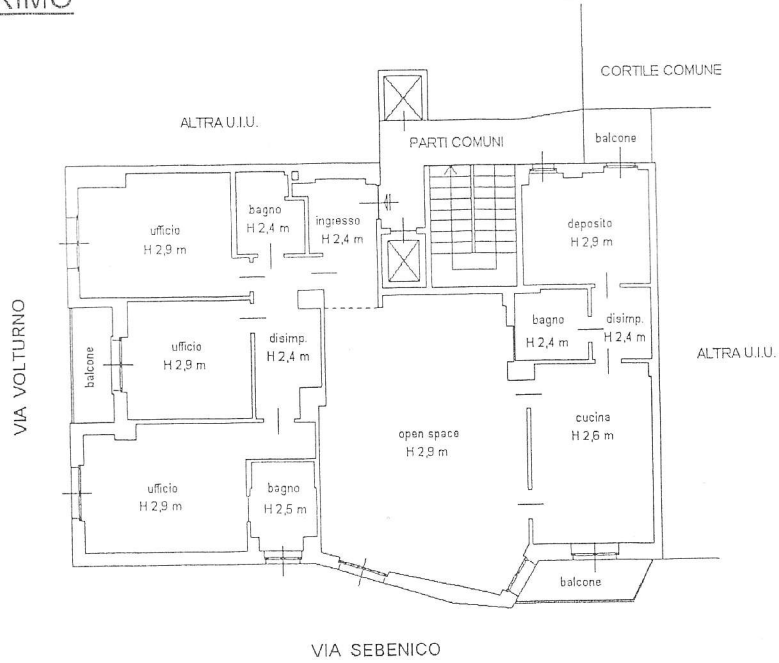 CORTILE COMUNE
ALTRA U.I.U.
PARTI COMUNI
balcone
ufficio
H 2,9 m
bagno
H 2,4 m
ingresso
H 2,4 m
deposito
H 2,9 m
VIA VOLTURNO
balcone
ufficio
H 2,9 m
disimp.
H 2,4 m
bagno
H 2,4 m
disimp.
H 2,4 m
ALTRA U.I.U.
open space
H 2,9 m
cucina
H 2,6 m
ufficio
H 2,9 m
bagno
H 2,5 m
balcone
VIA SEBENICO